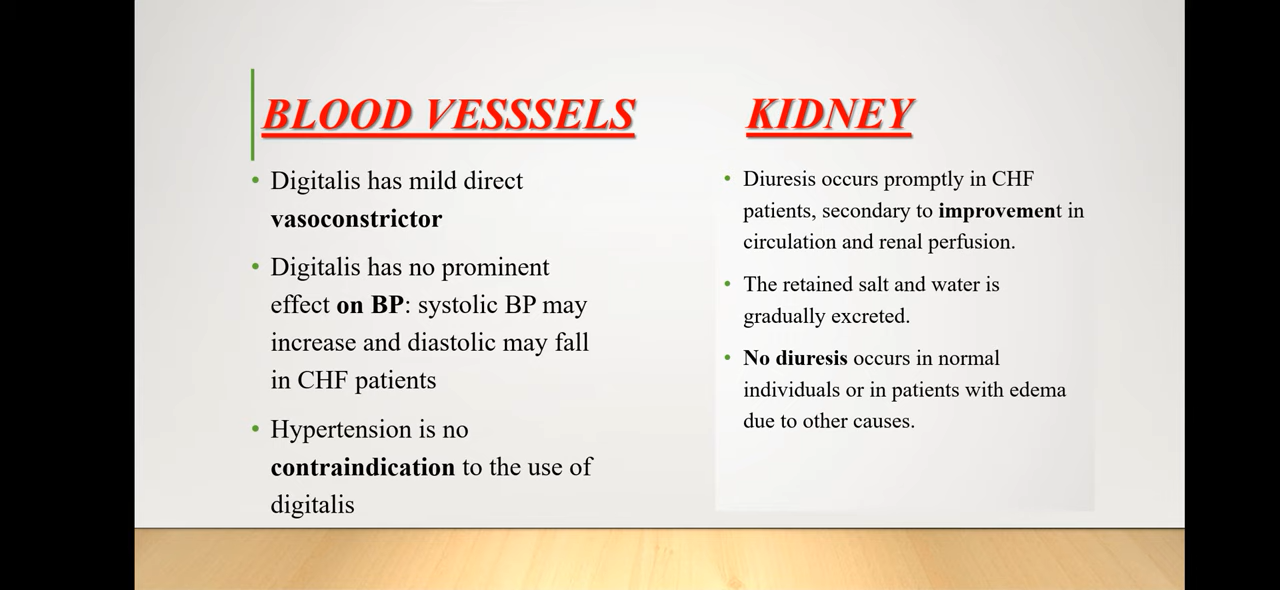 BLOOD VESSSELS
• Digitalis has mild direct
vasoconstrictor
• Digitalis has no prominent
effect on BP: systolic BP may
increase and diastolic may fall
in CHF patients
• Hypertension is no
contraindication to the use of
digitalis
KIDNEY
• Diuresis occurs promptly in CHF
patients, secondary to improvement in
circulation and renal perfusion.
• The retained salt and water is
gradually excreted.
• No diuresis occurs in normal
individuals or in patients with edema
due to other causes.